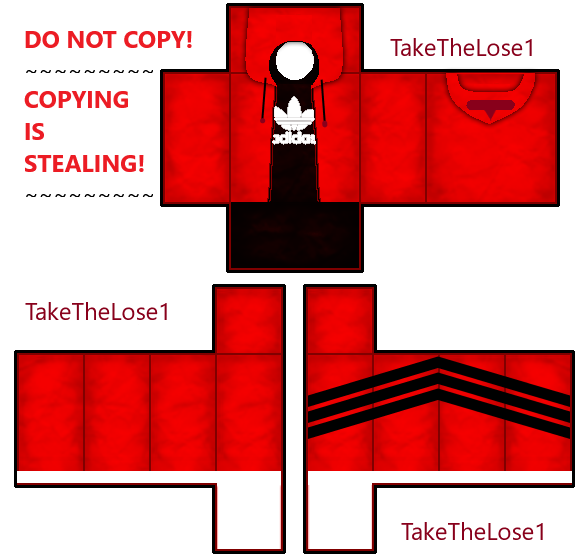 DO NOT COPY!
TakeTheLose1
~~~~~~~~~
COPYING
IS
STEALING!
~~~~~~~~~
adidas
TakeTheLose1
TakeTheLose1